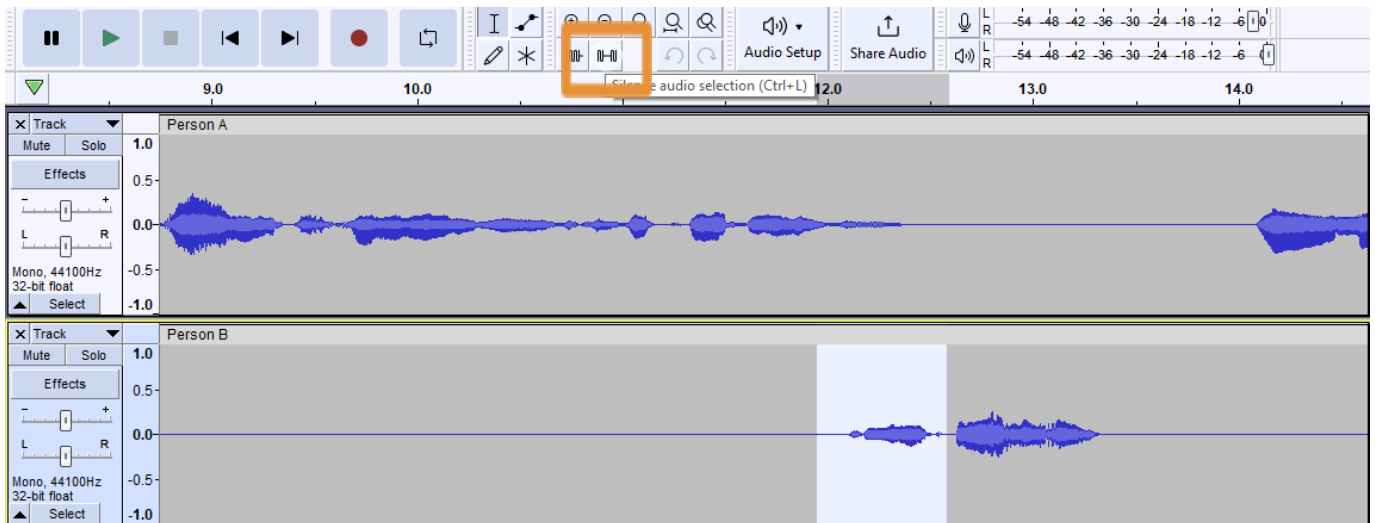 L
R
-54 -48 -42 -36 -30 -24 -18 -12 -6 0
Audio Setup
Share Audio
L
R
-54 -48 -42 -36 -30 -24 -18 -12 -6
9.0 10.0 12.0 13.0 14.0
audio selection (Ctrl+L)
Track
Person A
Mute Solo
Effects
- +
L R
Mono, 44100Hz
32-bit float
Select
1.0
0.5
0.0
-0.5
-1.0
Track
Person B
Mute Solo
Effects
- +
L R
Mono, 44100Hz
32-bit float
Select
1.0
0.5
0.0
-0.5
-1.0